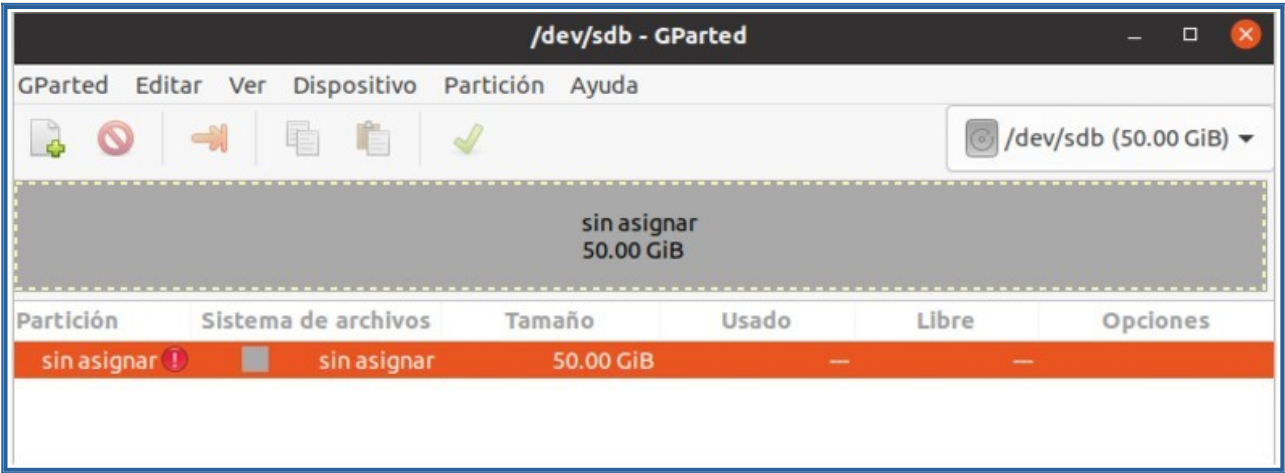 /dev/sdb - GParted
GParted Editar Ver Dispositivo Partición Ayuda
/dev/sdb (50.00 GiB)
sin asignar
50.00 GiB
Partición Sistema de archivos Tamaño Usado Libre Opciones
sin asignar sin asignar 50.00 GiB --- ---